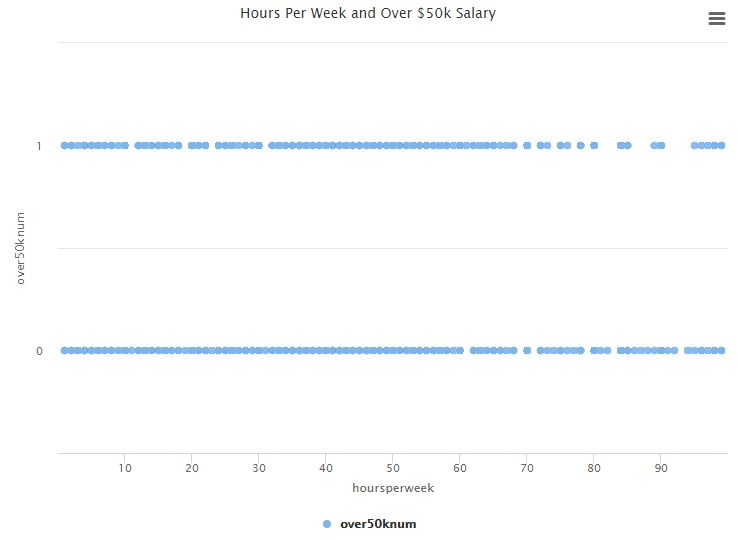 Hours Per Week and Over $50k Salary
1
over50knum
0
10 20 30 40 50 60 70 80 90
hoursperweek
over50knum